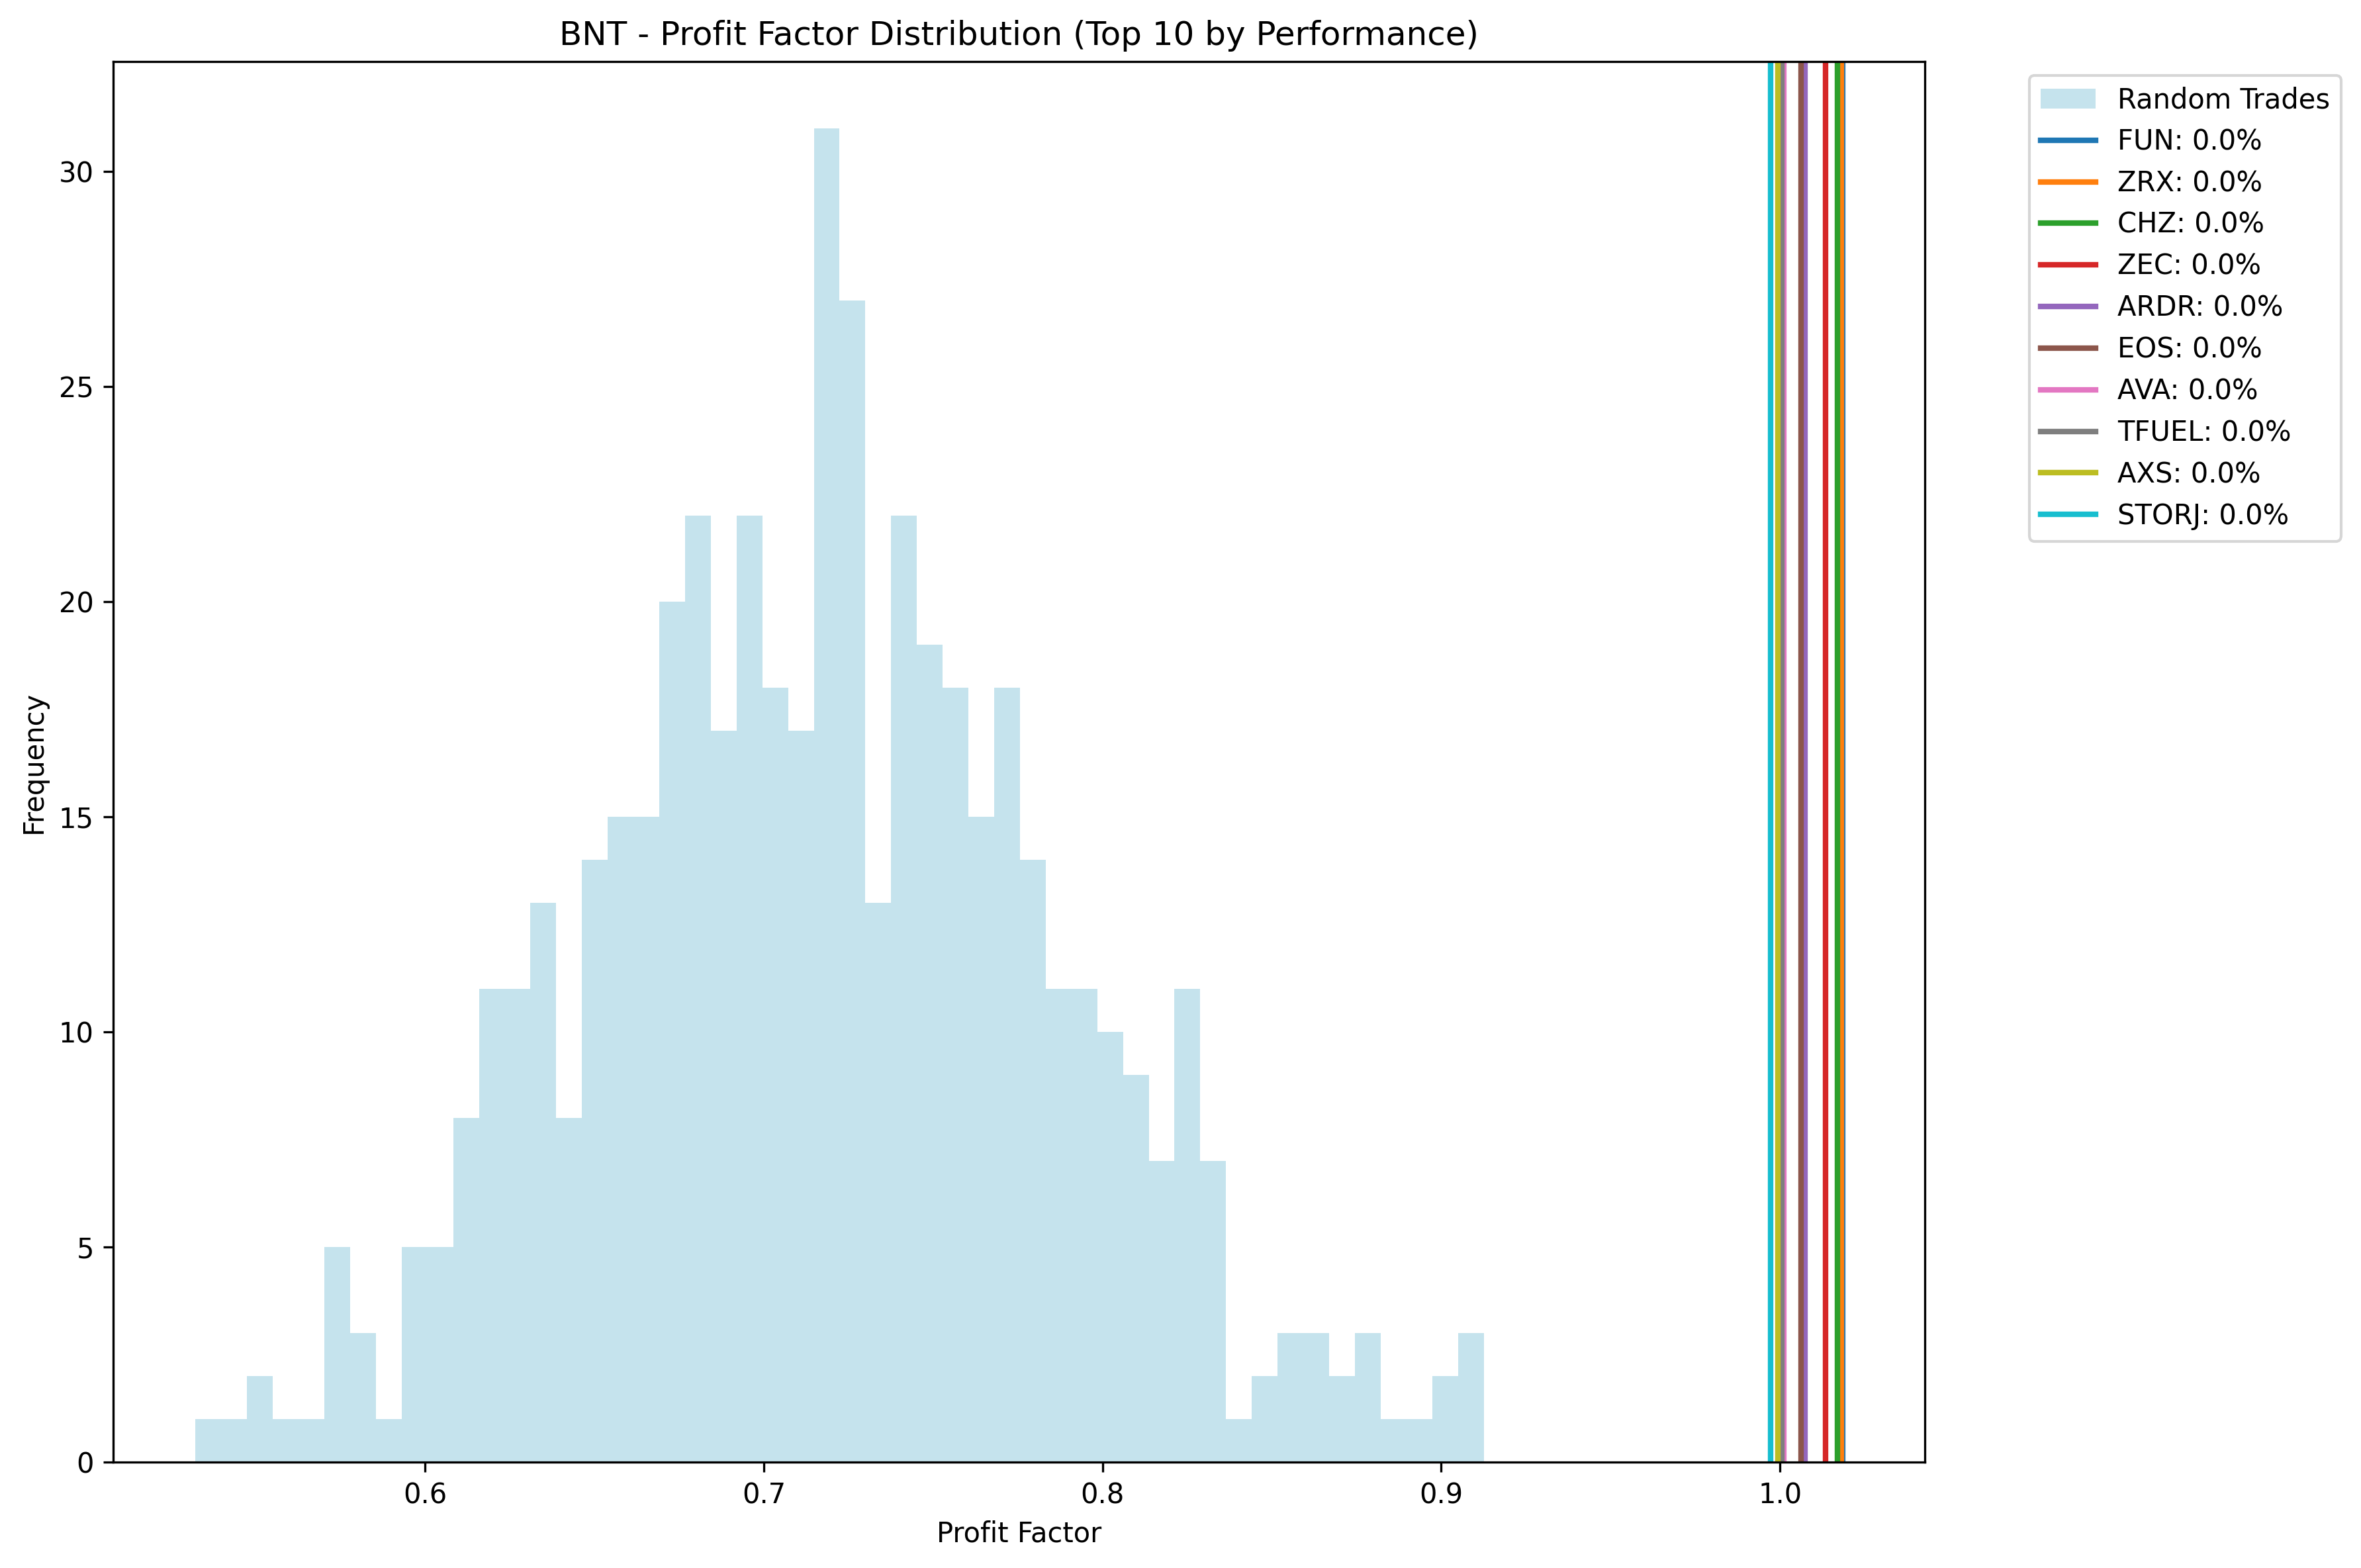 BNT - Profit Factor Distribution (Top 10 by Performance)
Frequency
30
25
20
15
10
5
0
0.6
0.7
0.8
0.9
1.0
Profit Factor
Random Trades
FUN: 0.0%
ZRX: 0.0%
CHZ: 0.0%
ZEC: 0.0%
ARDR: 0.0%
EOS: 0.0%
AVA: 0.0%
TFUEL: 0.0%
AXS: 0.0%
STORJ: 0.0%